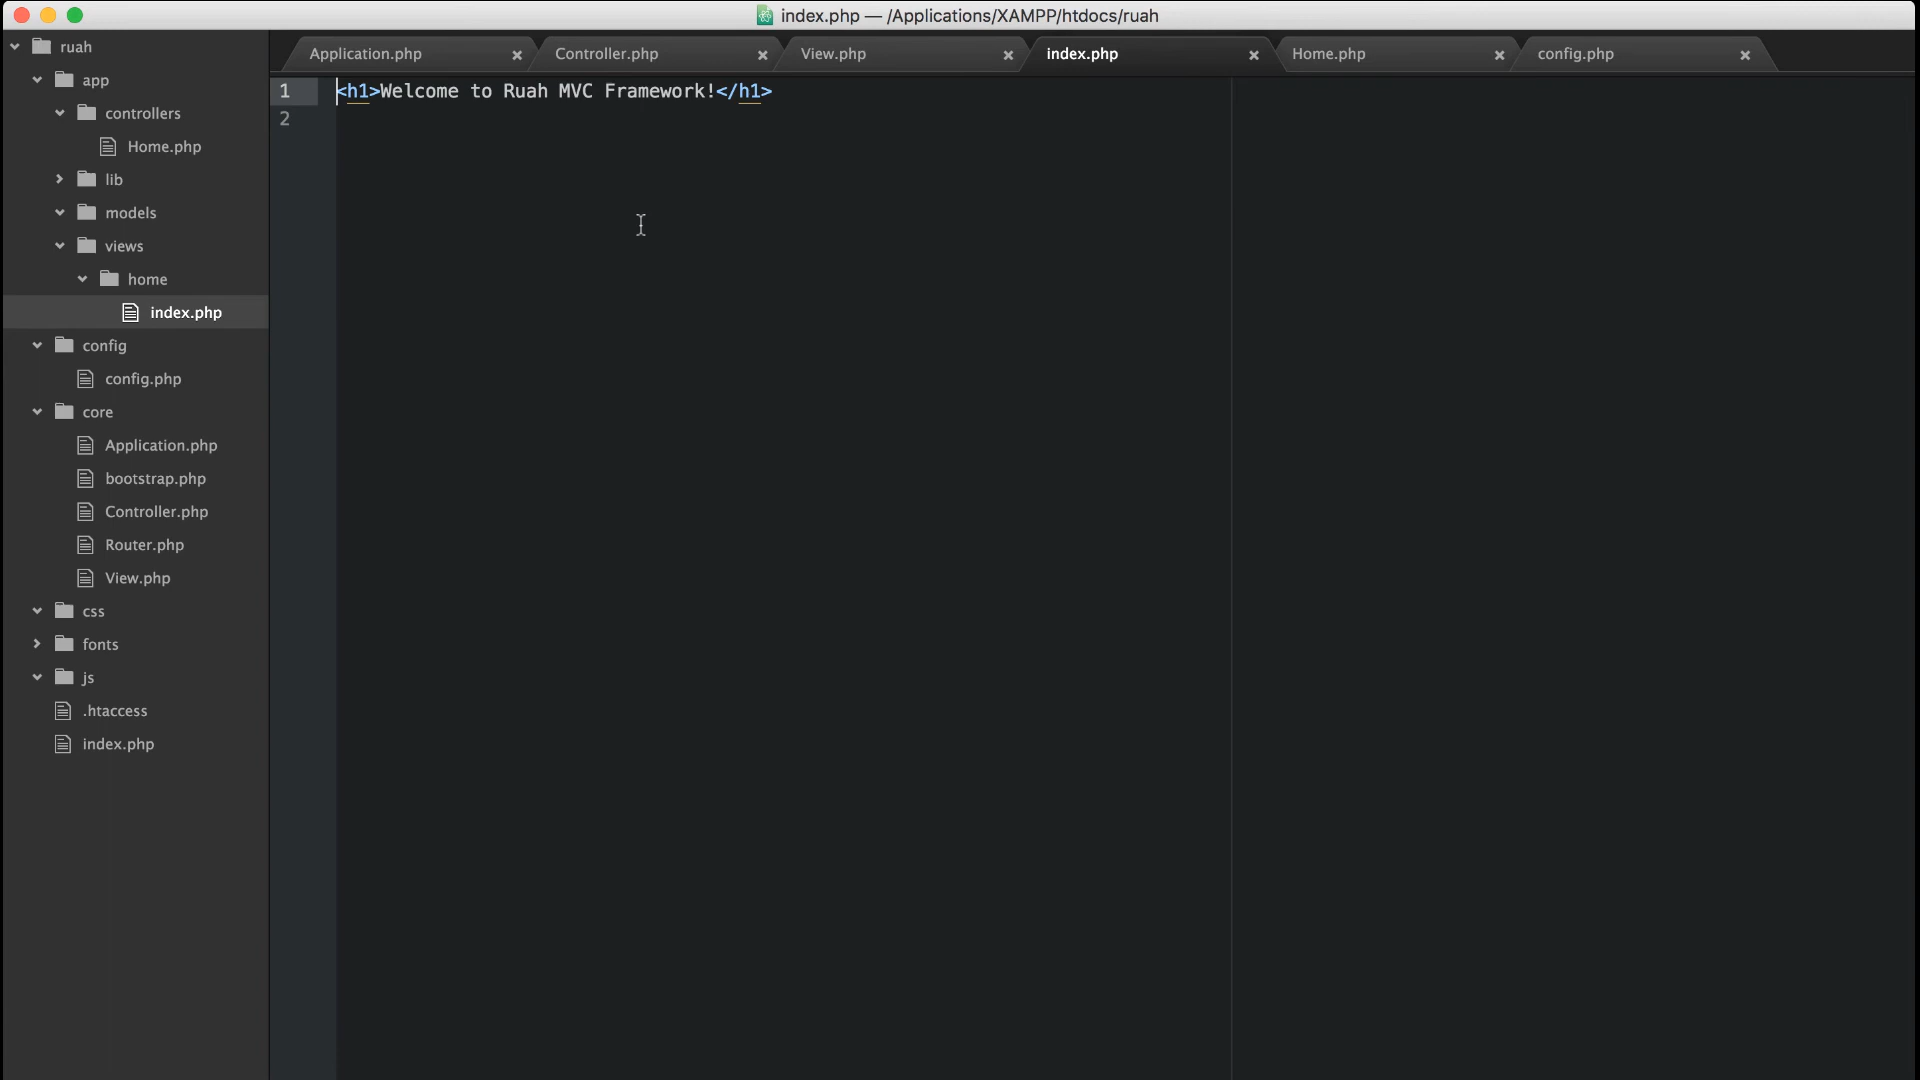 index.php — /Applications/XAMPP/htdocs/ruah
Application.php
Controller.php
View.php
index.php
Home.php
config.php
ruah
app
controllers
Home.php
lib
models
views
home
index.php
config
config.php
core
Application.php
bootstrap.php
Controller.php
Router.php
View.php
css
fonts
js
.htaccess
index.php
1 <h1>Welcome to Ruah MVC Framework!</h1>
2